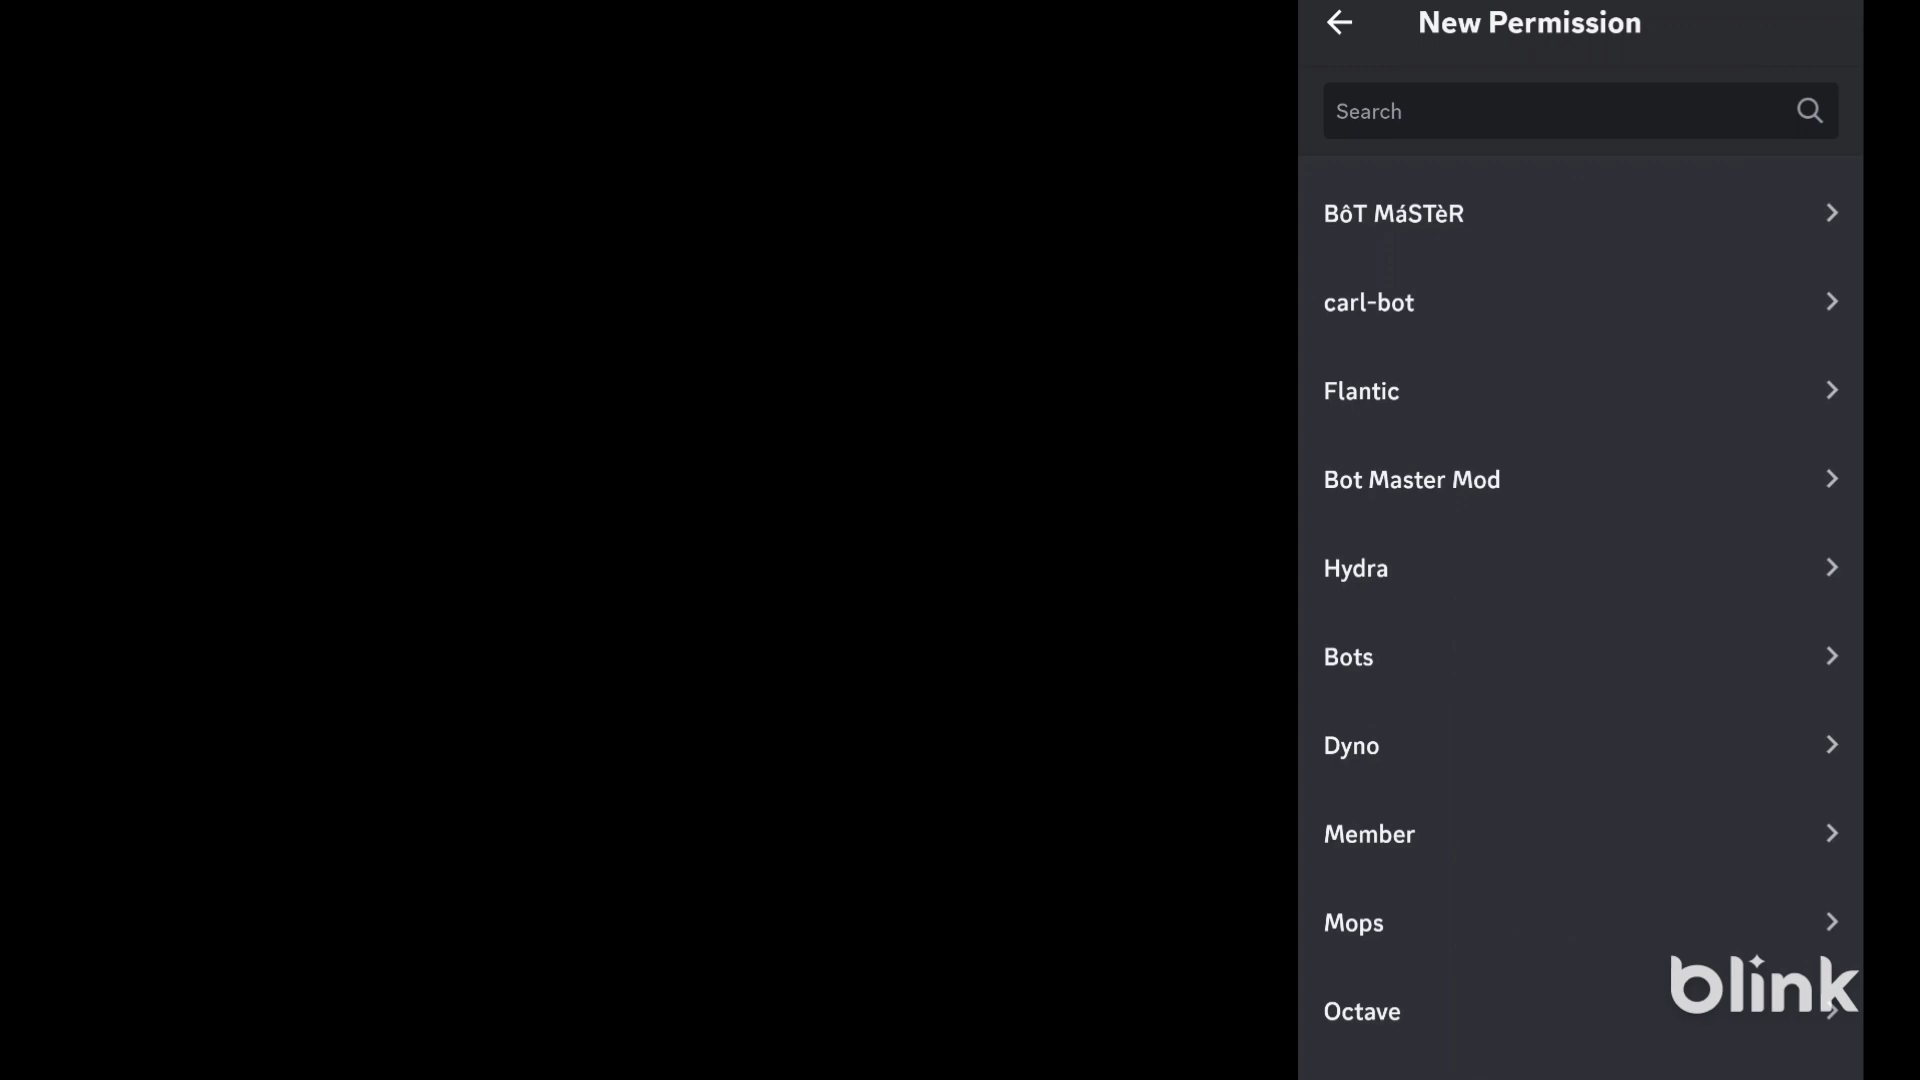 New Permission
Search
BôT MáSTèR
carl-bot
Flantic
Bot Master Mod
Hydra
Bots
Dyno
Member
Mops
blink
Octave